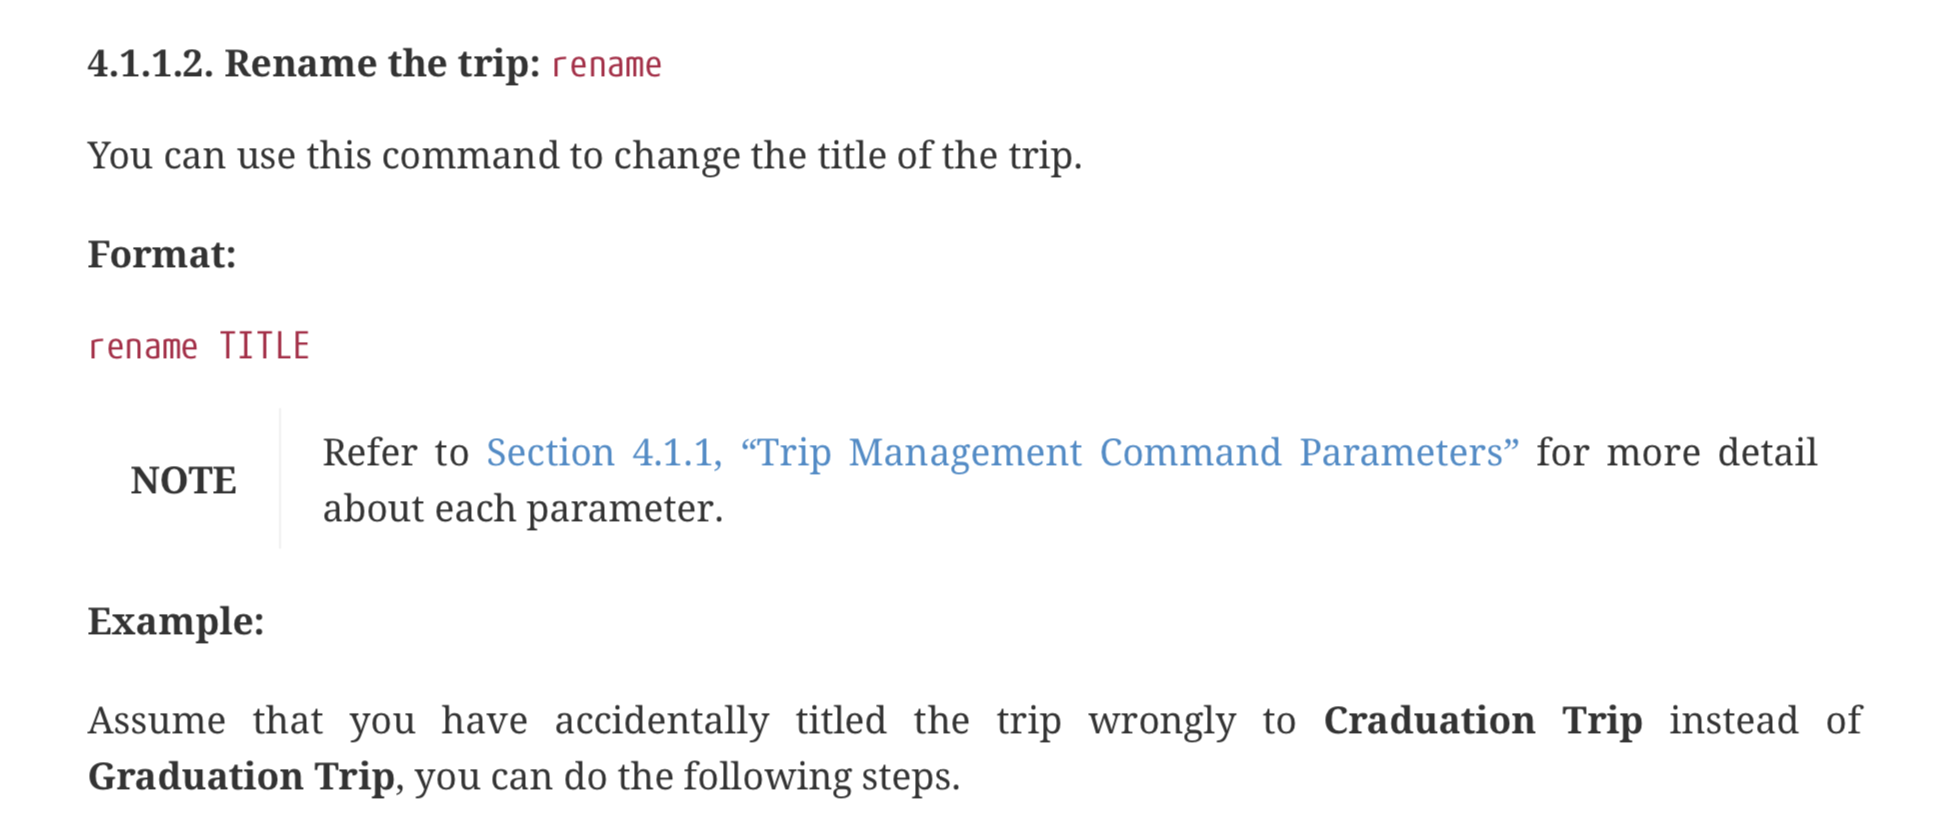 4.1.1.2. Rename the trip: rename
You can use this command to change the title of the trip.
Format:
rename TITLE
NOTE
Refer to Section 4.1.1, “Trip Management Command Parameters” for more detail
about each parameter.
Example:
Assume that you have accidentally titled the trip wrongly to Craduation Trip instead of
Graduation Trip, you can do the following steps.